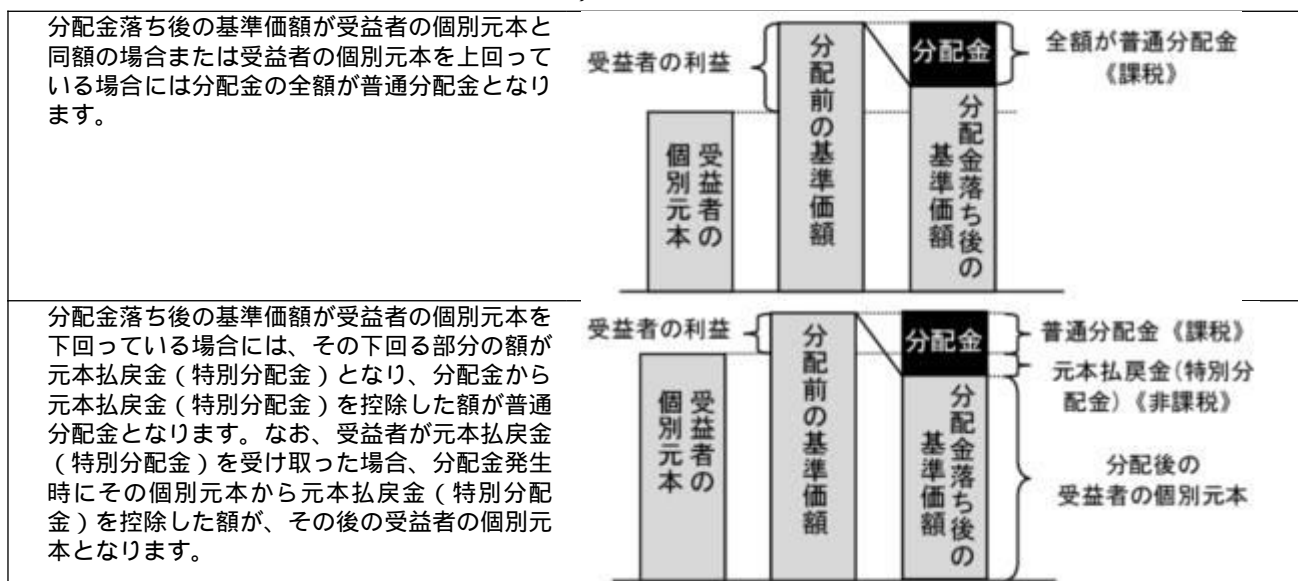 分配金落ち後の基準価額が受益者の個別元本と
同額の場合または受益者の個別元本を上回って
いる場合には分配金の全額が普通分配金となり
ます。
受益者の利益
受益者の
個別元本
分配前の基準価額
分配金
分配金落ち後の
基準価額
全額が普通分配金
《課税》
分配金落ち後の基準価額が受益者の個別元本を
下回っている場合には、その下回る部分の額が
元本払戻金（特別分配金）となり、分配金から
元本払戻金（特別分配金）を控除した額が普通
分配金となります。なお、受益者が元本払戻金
（特別分配金）を受け取った場合、分配金発生
時にその個別元本から元本払戻金（特別分配
金）を控除した額が、その後の受益者の個別元
本となります。
受益者の利益
受益者の
個別元本
分配前の基準価額
分配金
分配金落ち後の
基準価額
普通分配金《課税》
元本払戻金(特別分
配金)《非課税》
分配後の
受益者の個別元本